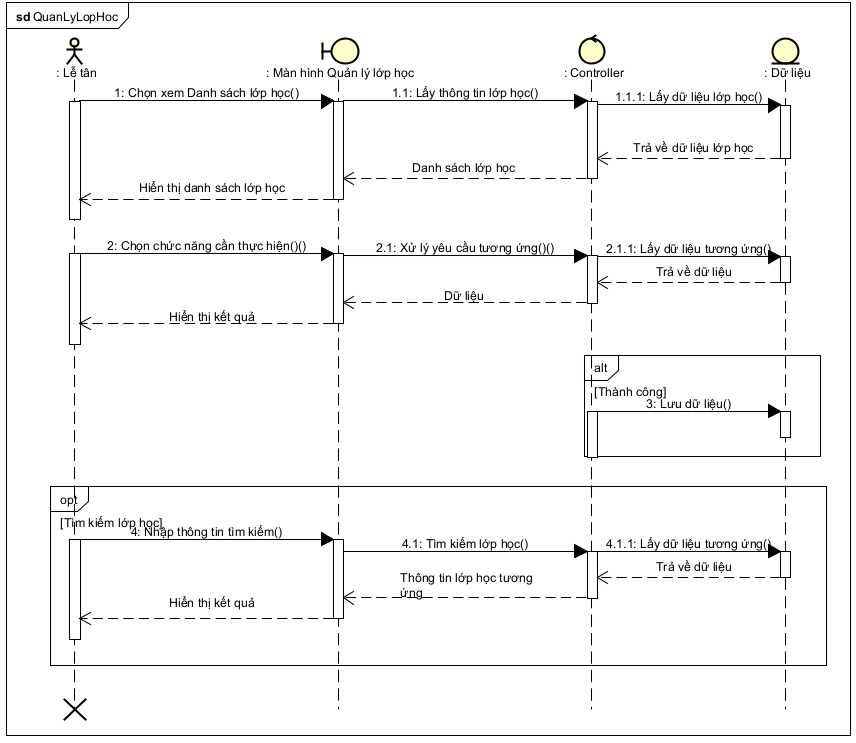 sd QuanLyLopHoc
: Lễ tân
: Màn hình Quản lý lớp học
: Controller
: Dữ liệu
1: Chọn xem Danh sách lớp học()
1.1: Lấy thông tin lớp học()
1.1.1: Lấy dữ liệu lớp học()
Trả về dữ liệu lớp học
Danh sách lớp học
Hiển thị danh sách lớp học
2: Chọn chức năng cần thực hiện()()
2.1: Xử lý yêu cầu tương ứng()()
2.1.1: Lấy dữ liệu tương ứng()
Trả về dữ liệu
Dữ liệu
Hiển thị kết quả
alt
[Thành công]
3: Lưu dữ liệu()
opt
[Tìm kiếm lớp học]
4: Nhập thông tin tìm kiếm()
4.1: Tìm kiếm lớp học()
4.1.1: Lấy dữ liệu tương ứng()
Trả về dữ liệu
Thông tin lớp học tương
ứng
Hiển thị kết quả